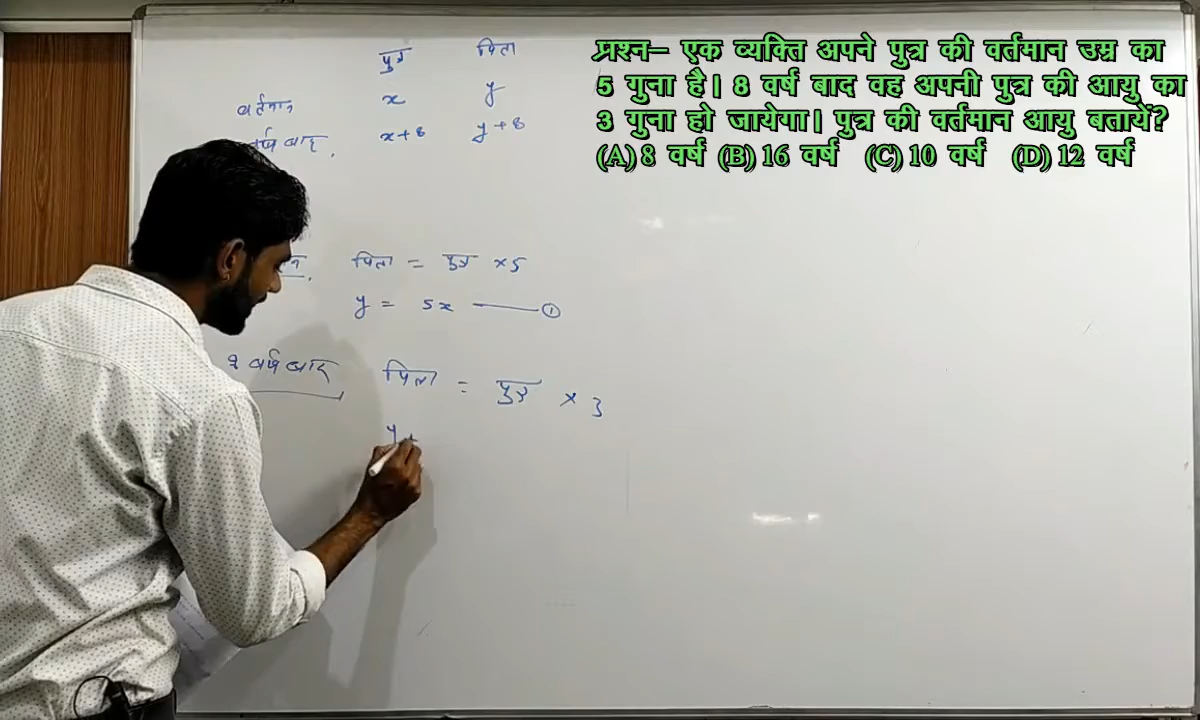 प्रश्न– एक व्यक्ति अपने पुत्र की वर्तमान उम्र का
5 गुना है। 8 वर्ष बाद वह अपनी पुत्र की आयु का
3 गुना हो जायेगा। पुत्र की वर्तमान आयु बतायें?
(A) 8 वर्ष (B) 16 वर्ष (C) 10 वर्ष (D) 12 वर्ष
पुत्र पिता
वर्तमान x y
वर्ष बाद, x+8 y+8
पिता = पुत्र ×5
y = 5x — ①
वर्ष बाद पिता = पुत्र × 3
y +